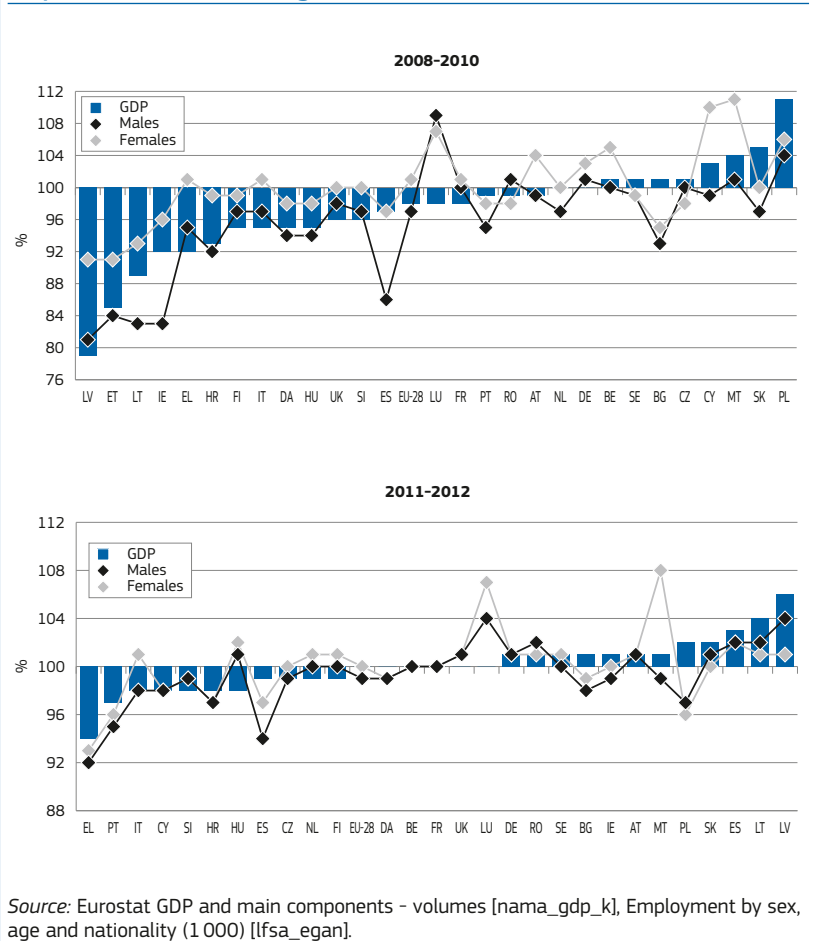 2008-2010
112
108
104
100
96
92
88
84
80
76
%
GDP
Males
Females
LV ET LT IE EL HR FI IT DA HU UK SI ES EU-28 LU FR PT RO AT NL DE BE SE BG CZ CY MT SK PL
2011-2012
112
108
104
100
96
92
88
%
GDP
Males
Females
EL PT IT CY SI HR HU ES CZ NL FI EU-28 DA BE FR UK LU DE RO SE BG IE AT MT PL SK ES LT LV
Source: Eurostat GDP and main components - volumes [nama_gdp_k], Employment by sex,
age and nationality (1 000) [lfsa_egan].